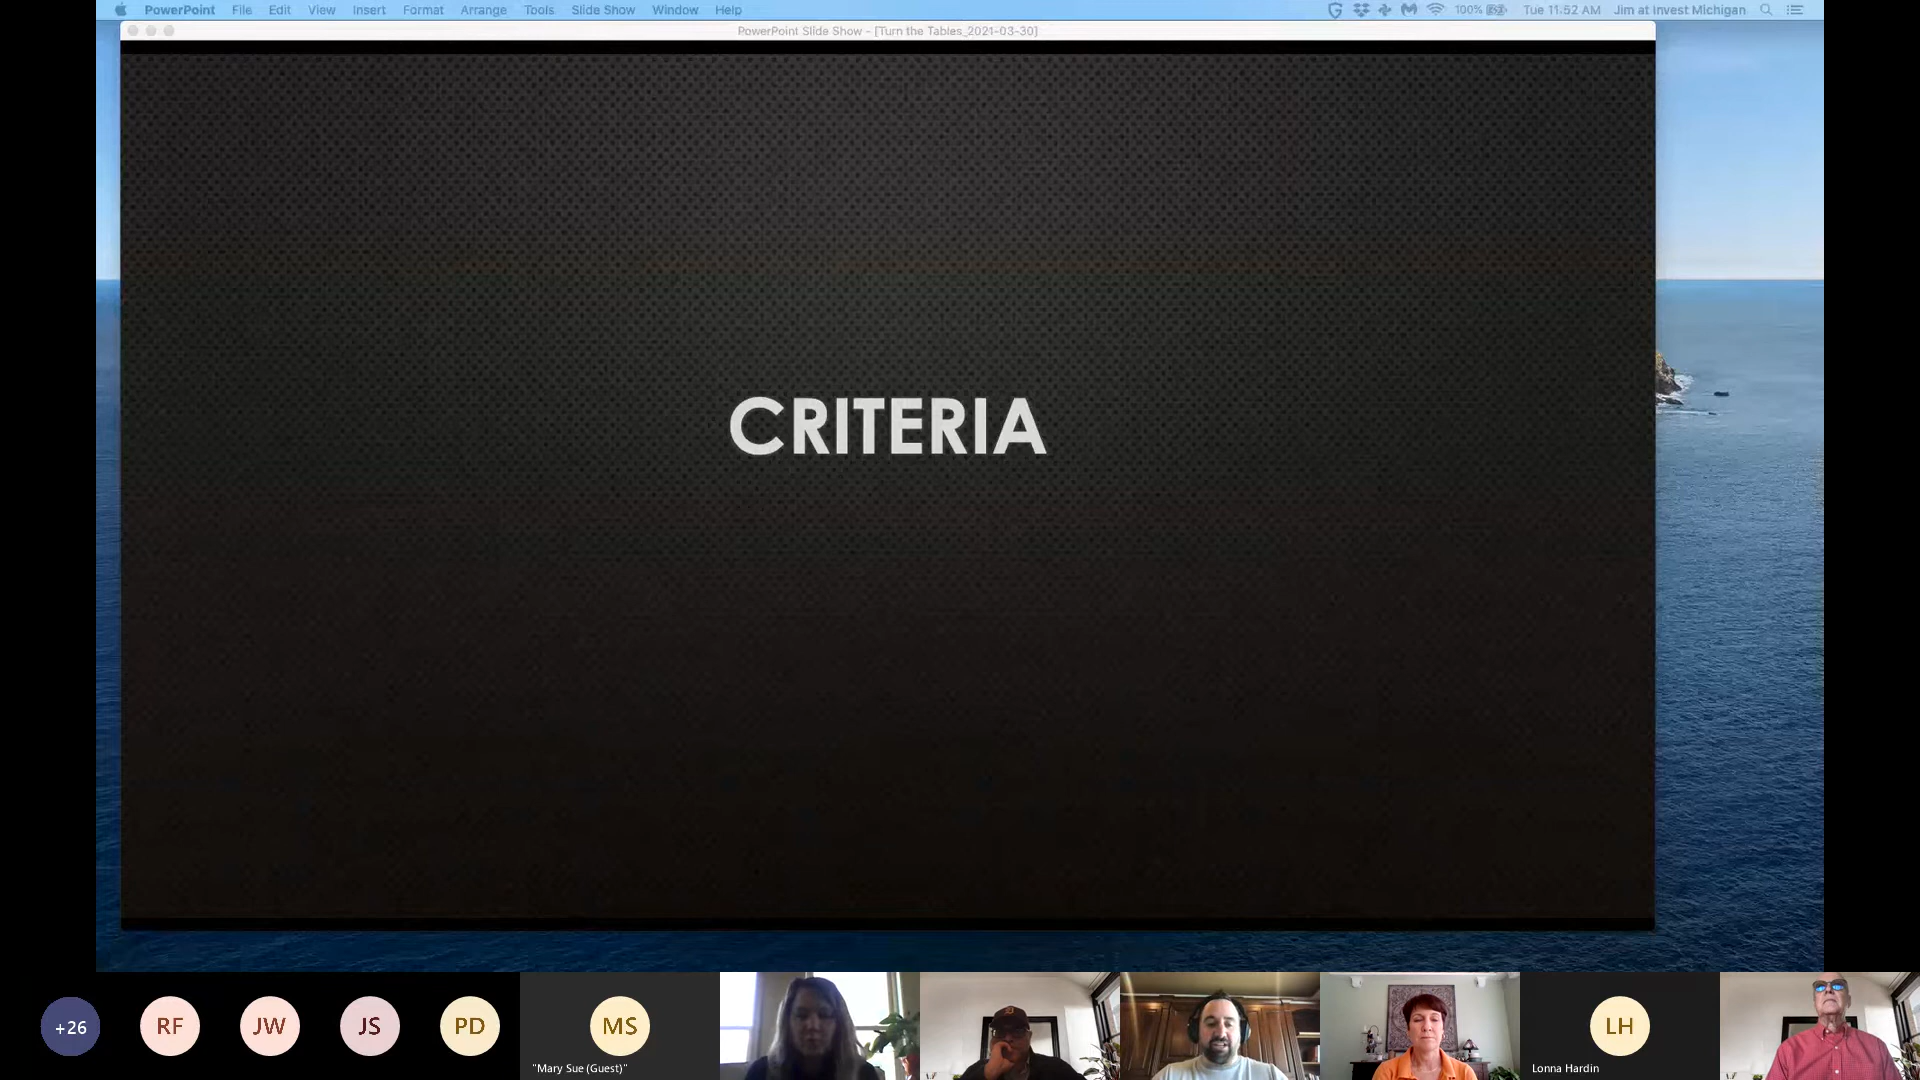 PowerPoint File Edit View Insert Format Arrange Tools Slide Show Window Help 100% Tue 11:52 AM Jim at Invest Michigan
PowerPoint Slide Show - [Turn the Tables_2021-03-30]
CRITERIA
+26
RF
JW
JS
PD
MS
LH
"Mary Sue (Guest)"
Lonna Hardin